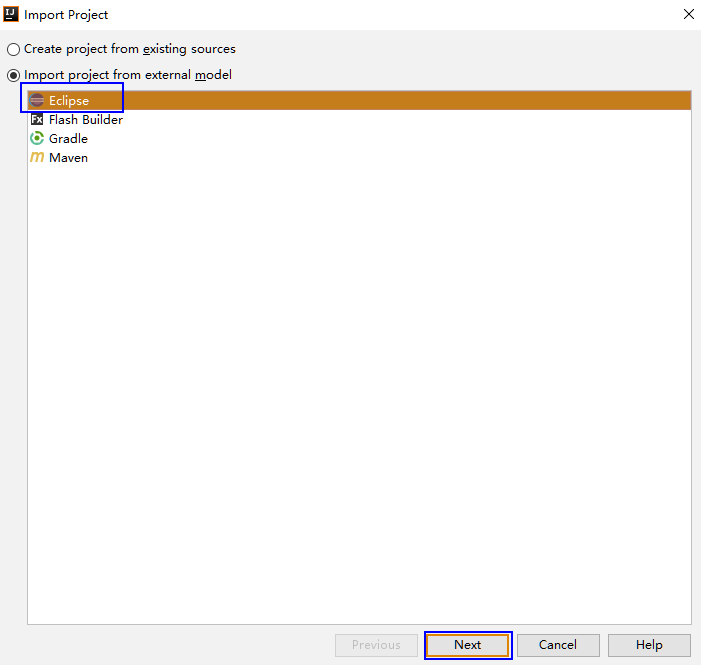 Import Project
Create project from existing sources
Import project from external model
Eclipse
Flash Builder
Gradle
Maven
Previous Next Cancel Help